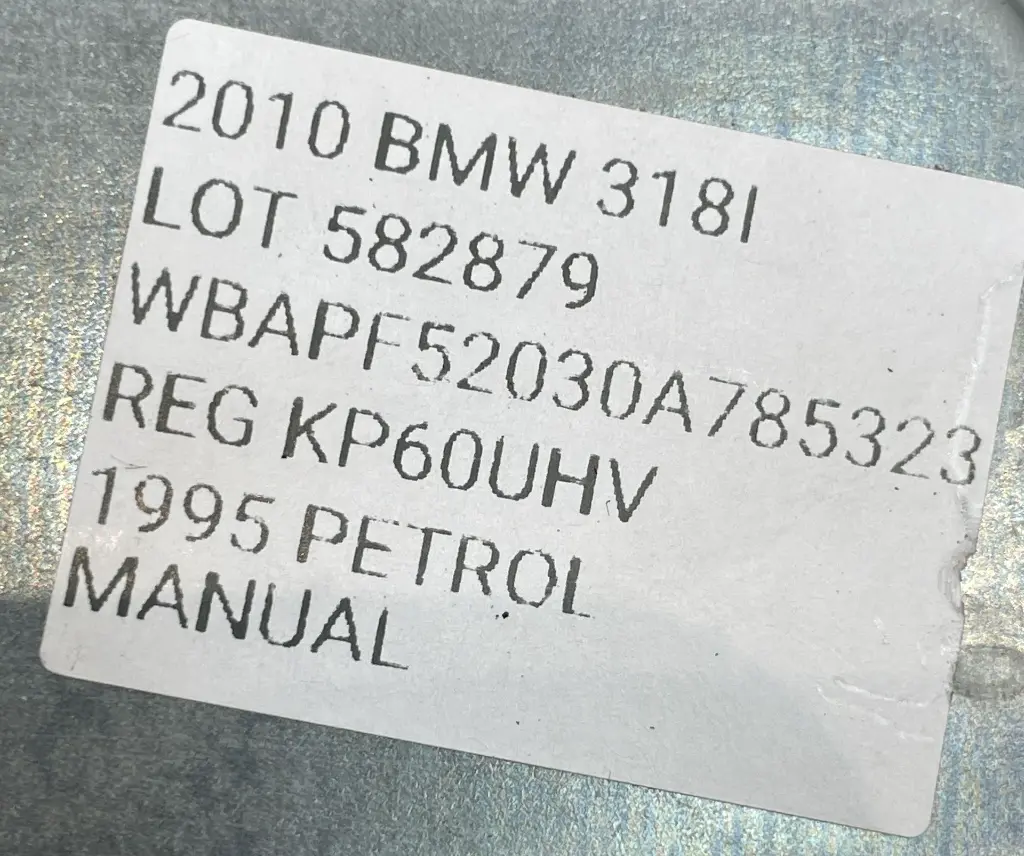 2010 BMW 318I
LOT 582879
WBAPF52030A785323
REG KP60UHV
1995 PETROL
MANUAL